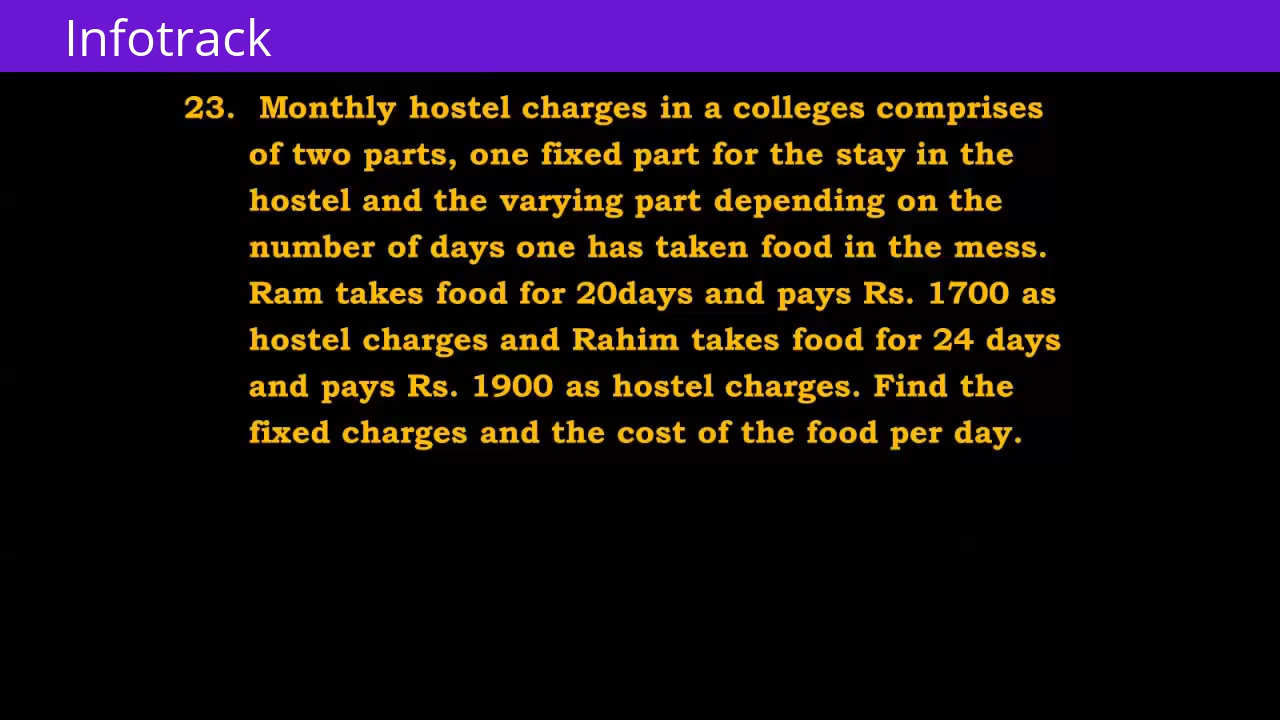 Infotrack
23. Monthly hostel charges in a colleges comprises
of two parts, one fixed part for the stay in the
hostel and the varying part depending on the
number of days one has taken food in the mess.
Ram takes food for 20days and pays Rs. 1700 as
hostel charges and Rahim takes food for 24 days
and pays Rs. 1900 as hostel charges. Find the
fixed charges and the cost of the food per day.